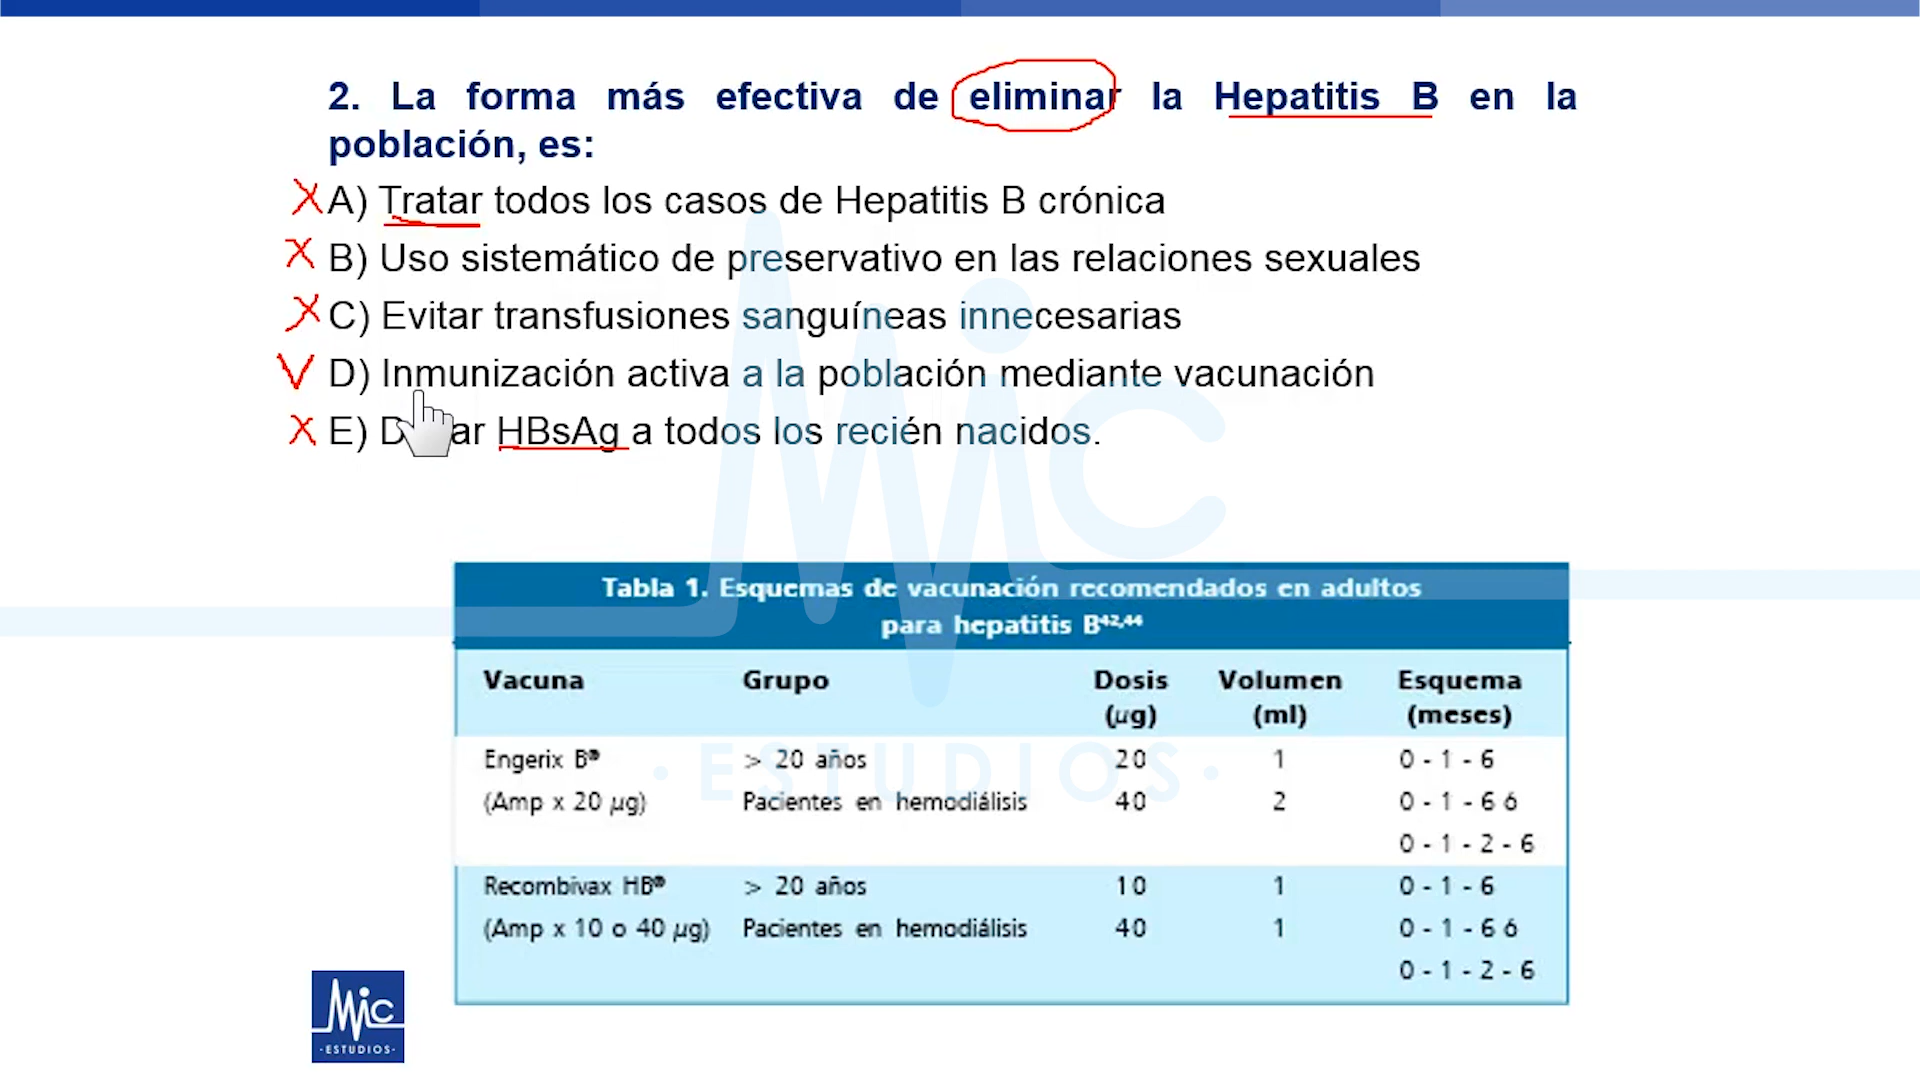 2. La forma más efectiva de eliminar la Hepatitis B en la
población, es:
A) Tratar todos los casos de Hepatitis B crónica
B) Uso sistemático de preservativo en las relaciones sexuales
C) Evitar transfusiones sanguíneas innecesarias
D) Inmunización activa a la población mediante vacunación
E) HBsAg a todos los recién nacidos.
Tabla 1. Esquemas de vacunación recomendados en adultos
para hepatitis B42,44
Vacuna Grupo Dosis Volumen Esquema
(µg) (ml) (meses)
Engerix B® > 20 años 20 1 0 - 1 - 6
(Amp x 20 µg) Pacientes en hemodiálisis 40 2 0 - 1 - 6 ó
0 - 1 - 2 - 6
Recombivax HB® > 20 años 10 1 0 - 1 - 6
(Amp x 10 o 40 µg) Pacientes en hemodiálisis 40 1 0 - 1 - 6 ó
0 - 1 - 2 - 6
Mic
·ESTUDIOS·
Mic
·ESTUDIOS·